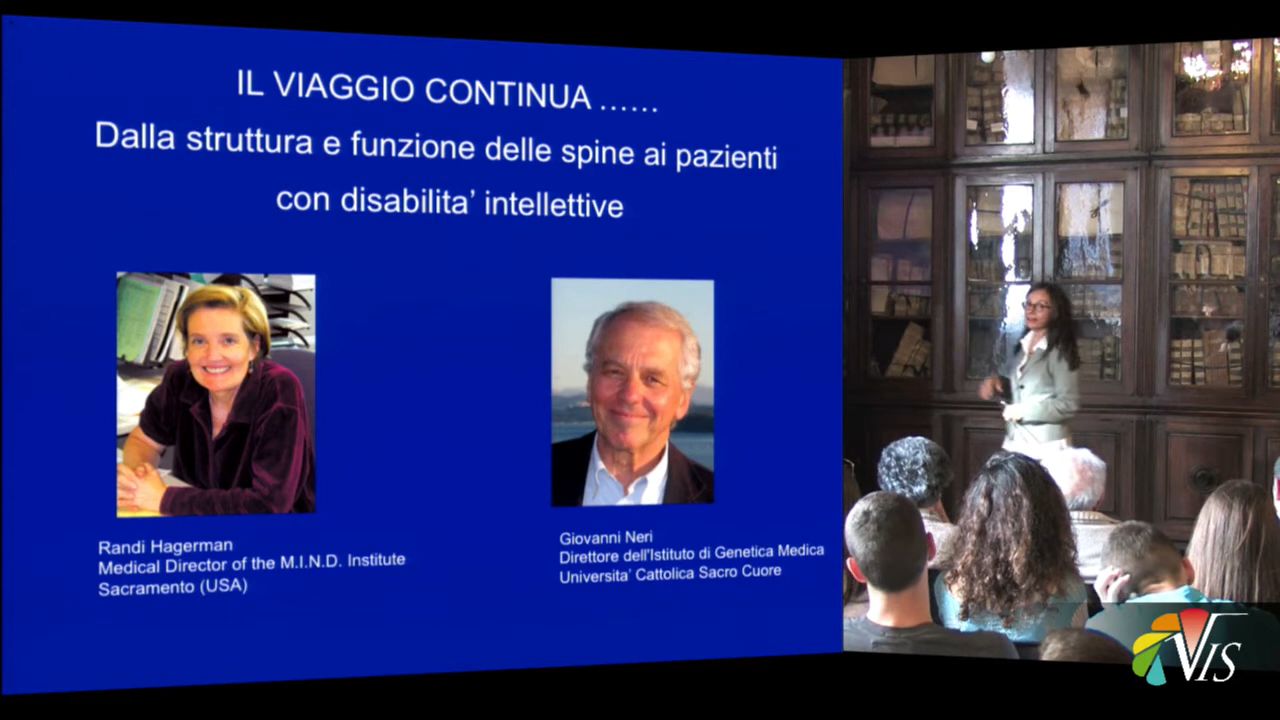 IL VIAGGIO CONTINUA ......
Dalla struttura e funzione delle spine ai pazienti
con disabilita' intellettive
Randi Hagerman
Medical Director of the M.I.N.D. Institute
Sacramento (USA)
Giovanni Neri
Direttore dell'Istituto di Genetica Medica
Universita' Cattolica Sacro Cuore
VIS